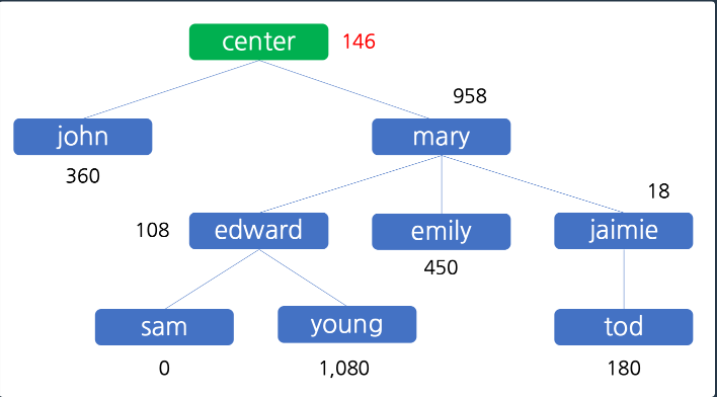 center 146
958
john mary
360
18
108 edward emily jaimie
450
sam young tod
0 1,080 180